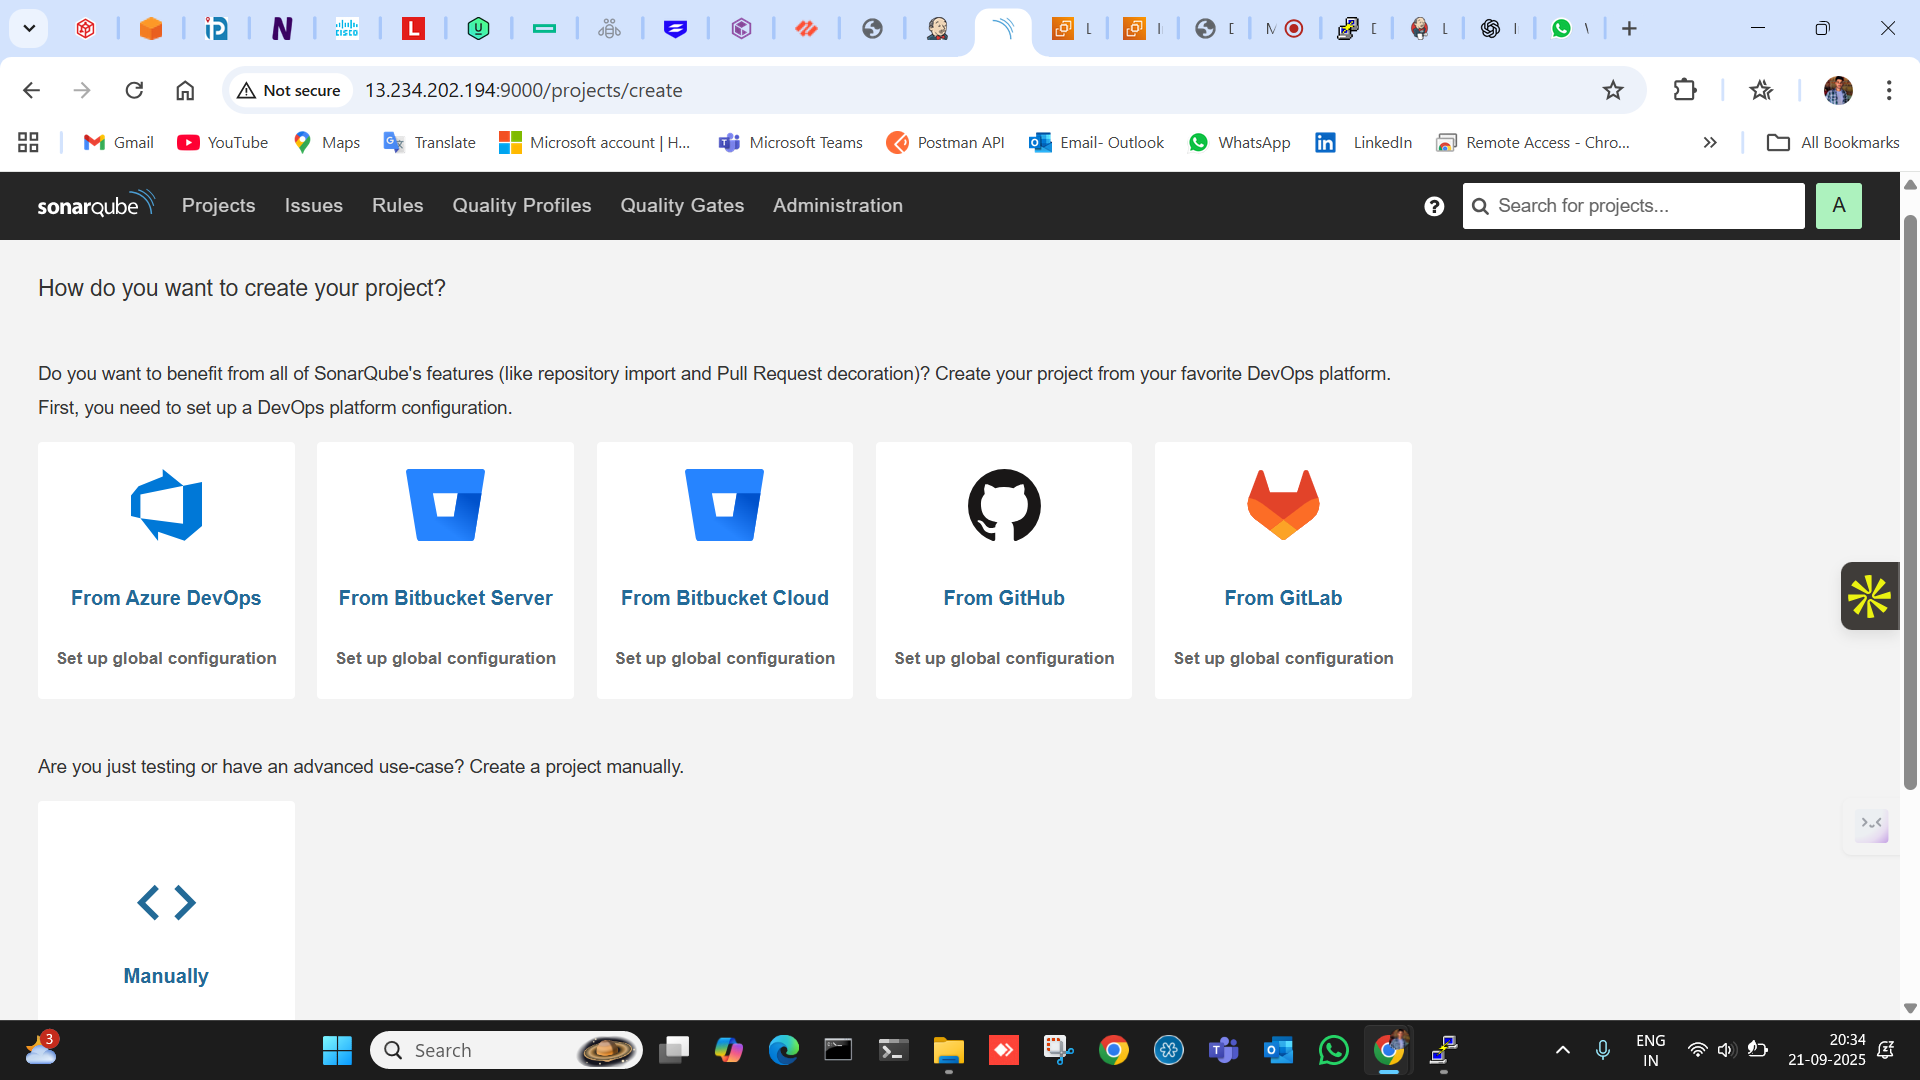 Not secure
13.234.202.194:9000/projects/create
Gmail
YouTube
Maps
Translate
Microsoft account | H...
Microsoft Teams
Postman API
Email- Outlook
WhatsApp
LinkedIn
Remote Access - Chro...
All Bookmarks
sonarqube
Projects
Issues
Rules
Quality Profiles
Quality Gates
Administration
Search for projects...
A
How do you want to create your project?
Do you want to benefit from all of SonarQube's features (like repository import and Pull Request decoration)? Create your project from your favorite DevOps platform.
First, you need to set up a DevOps platform configuration.
From Azure DevOps
Set up global configuration
From Bitbucket Server
Set up global configuration
From Bitbucket Cloud
Set up global configuration
From GitHub
Set up global configuration
From GitLab
Set up global configuration
Are you just testing or have an advanced use-case? Create a project manually.
Manually
3
Search
ENG
IN
20:34
21-09-2025